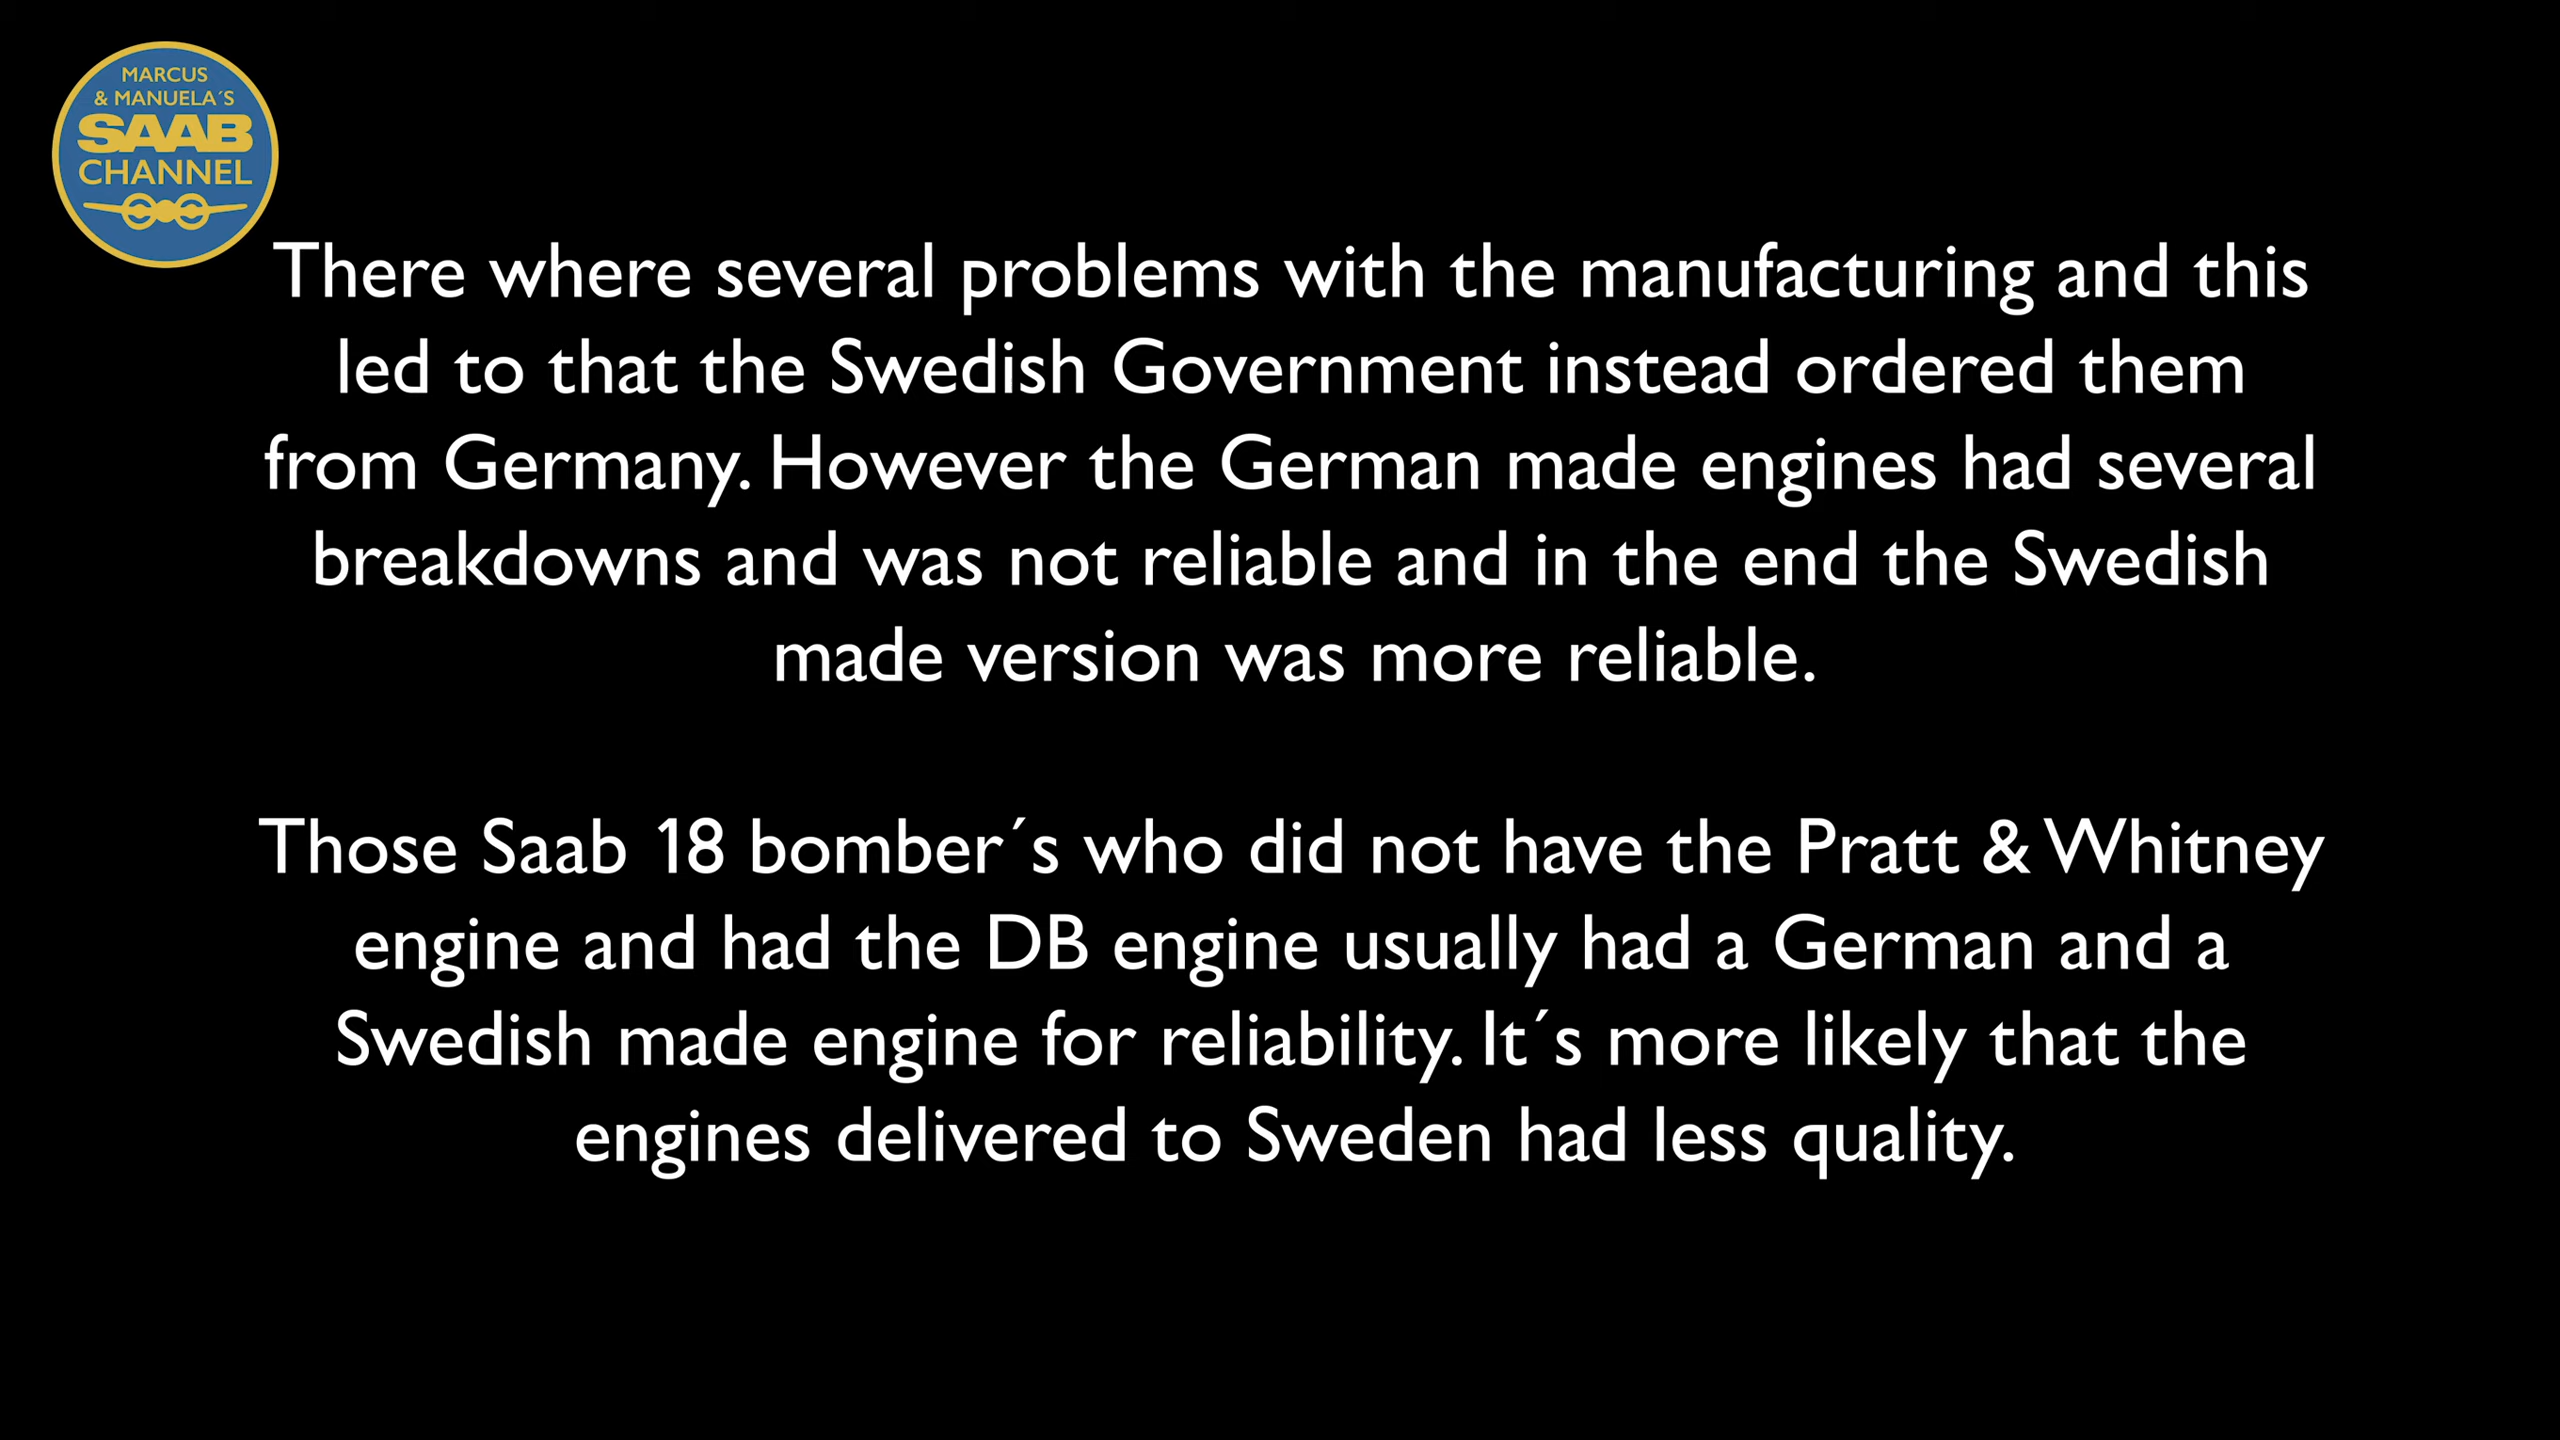 MARCUS
& MANUELA´S
SAAB
CHANNEL
There where several problems with the manufacturing and this
led to that the Swedish Government instead ordered them
from Germany. However the German made engines had several
breakdowns and was not reliable and in the end the Swedish
made version was more reliable.
Those Saab 18 bomber´s who did not have the Pratt & Whitney
engine and had the DB engine usually had a German and a
Swedish made engine for reliability. It´s more likely that the
engines delivered to Sweden had less quality.